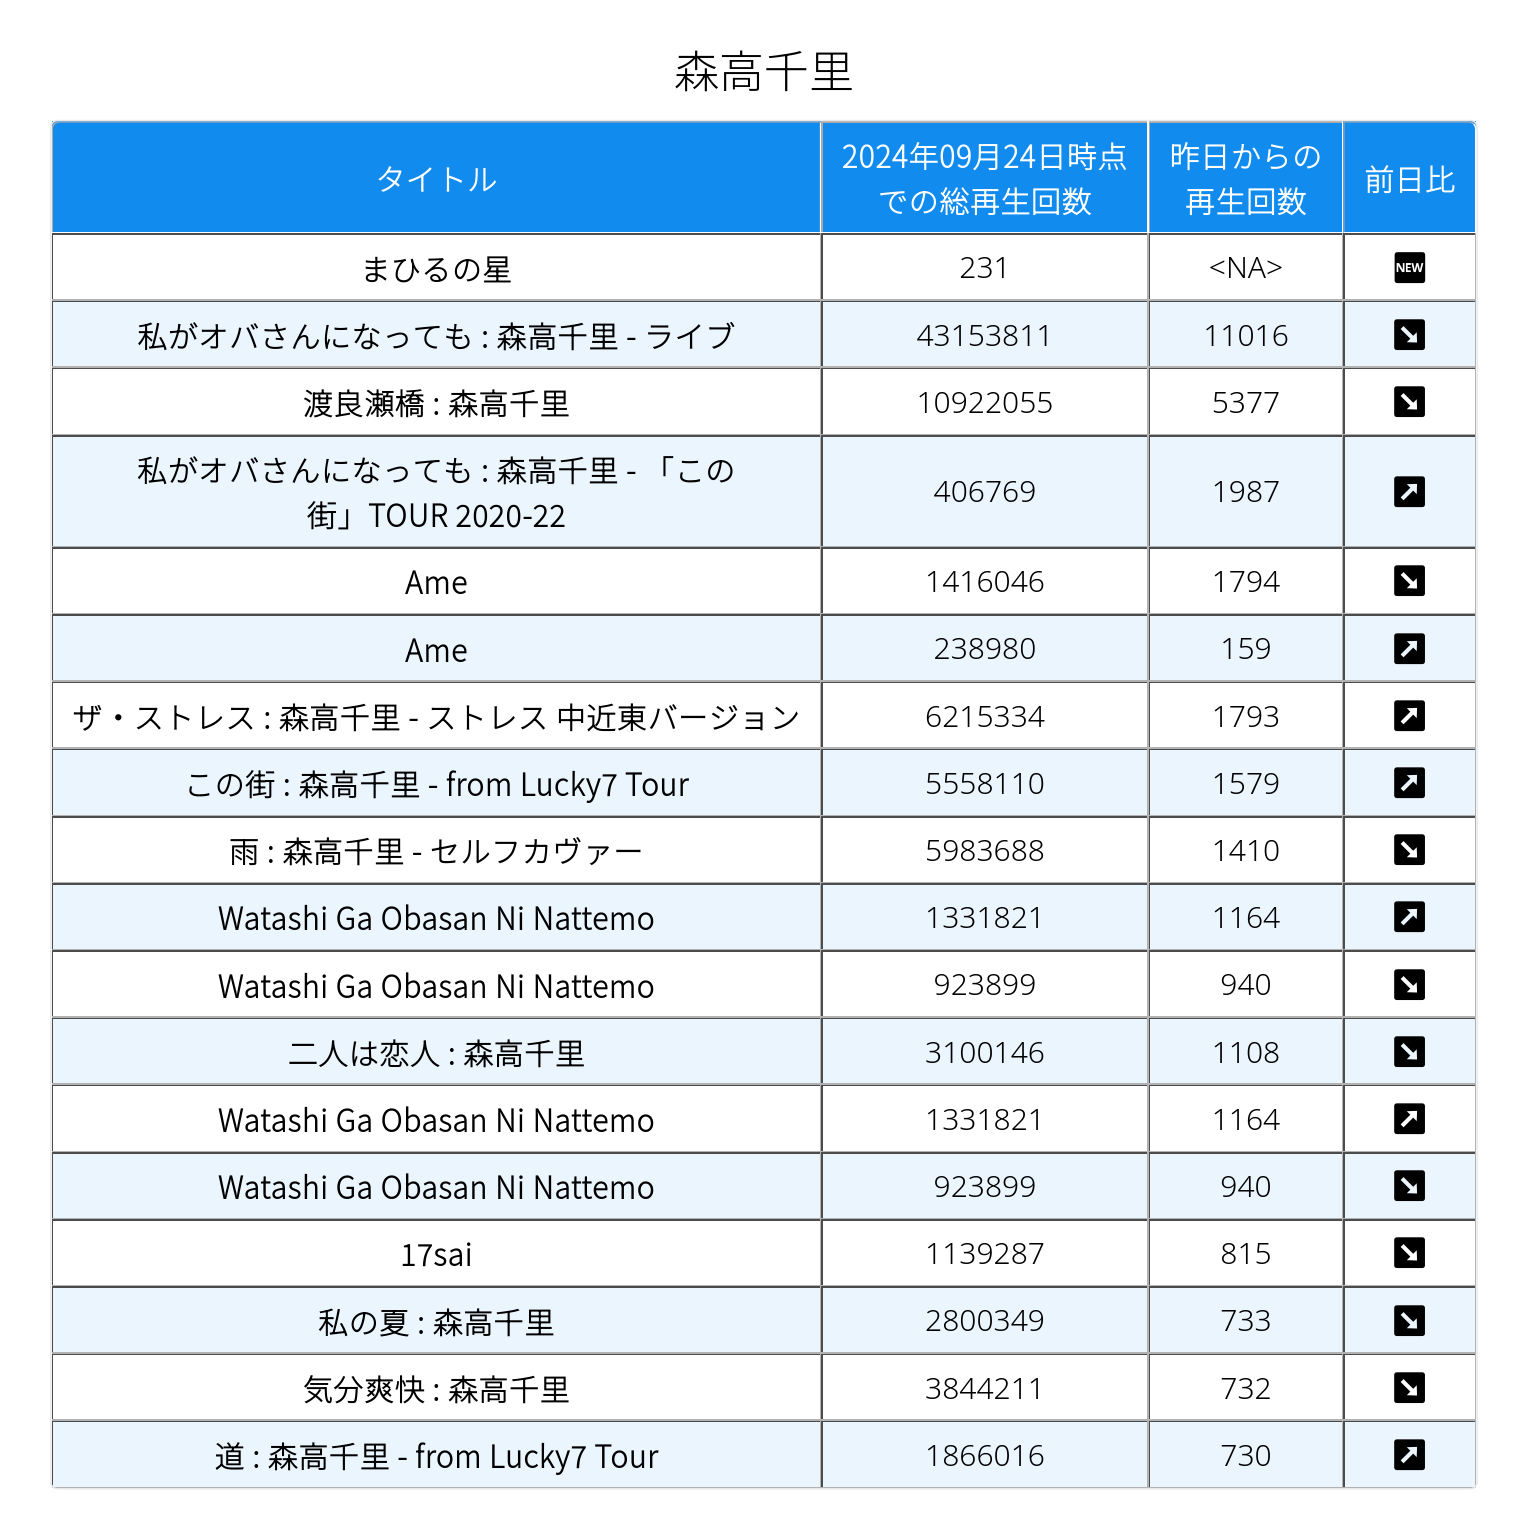 森高千里
タイトル
2024年09月24日時点
での総再生回数
昨日からの
再生回数
前日比
まひるの星 231 <NA> NEW
私がオバさんになっても : 森高千里 - ライブ 43153811 11016
渡良瀬橋 : 森高千里 10922055 5377
私がオバさんになっても : 森高千里 - 「この
街」TOUR 2020-22 406769 1987
Ame 1416046 1794
Ame 238980 159
ザ・ストレス : 森高千里 - ストレス 中近東バージョン 6215334 1793
この街 : 森高千里 - from Lucky7 Tour 5558110 1579
雨 : 森高千里 - セルフカヴァー 5983688 1410
Watashi Ga Obasan Ni Nattemo 1331821 1164
Watashi Ga Obasan Ni Nattemo 923899 940
二人は恋人 : 森高千里 3100146 1108
Watashi Ga Obasan Ni Nattemo 1331821 1164
Watashi Ga Obasan Ni Nattemo 923899 940
17sai 1139287 815
私の夏 : 森高千里 2800349 733
気分爽快 : 森高千里 3844211 732
道 : 森高千里 - from Lucky7 Tour 1866016 730